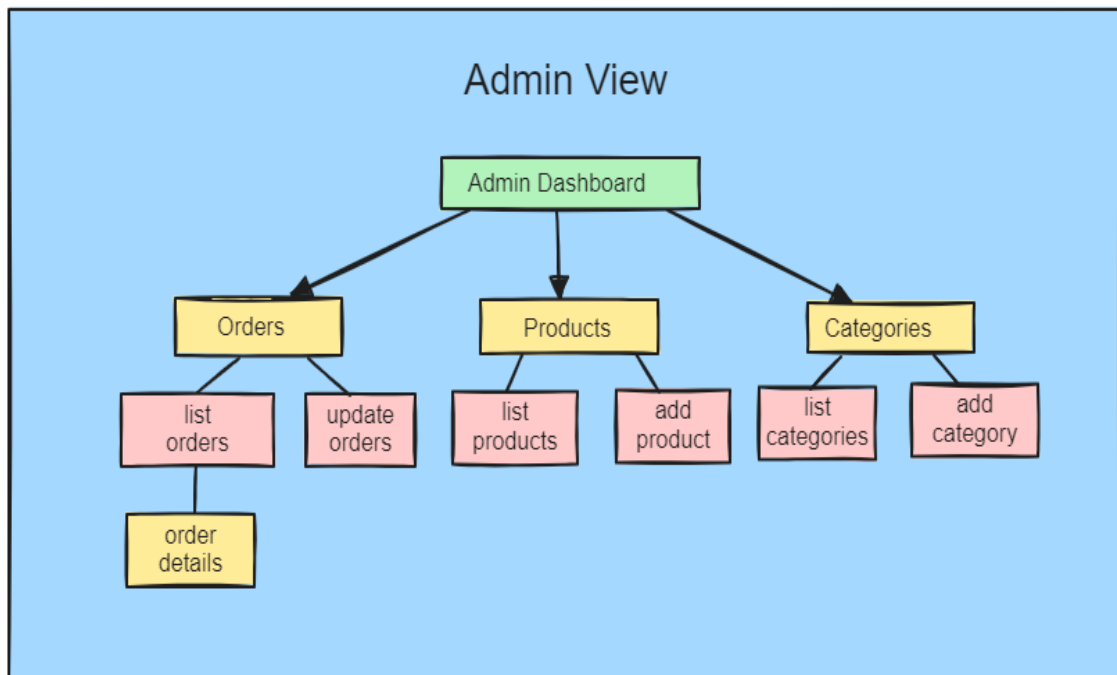 Admin View
Admin Dashboard
Orders
Products
Categories
list
orders
update
orders
list
products
add
product
list
categories
add
category
order
details